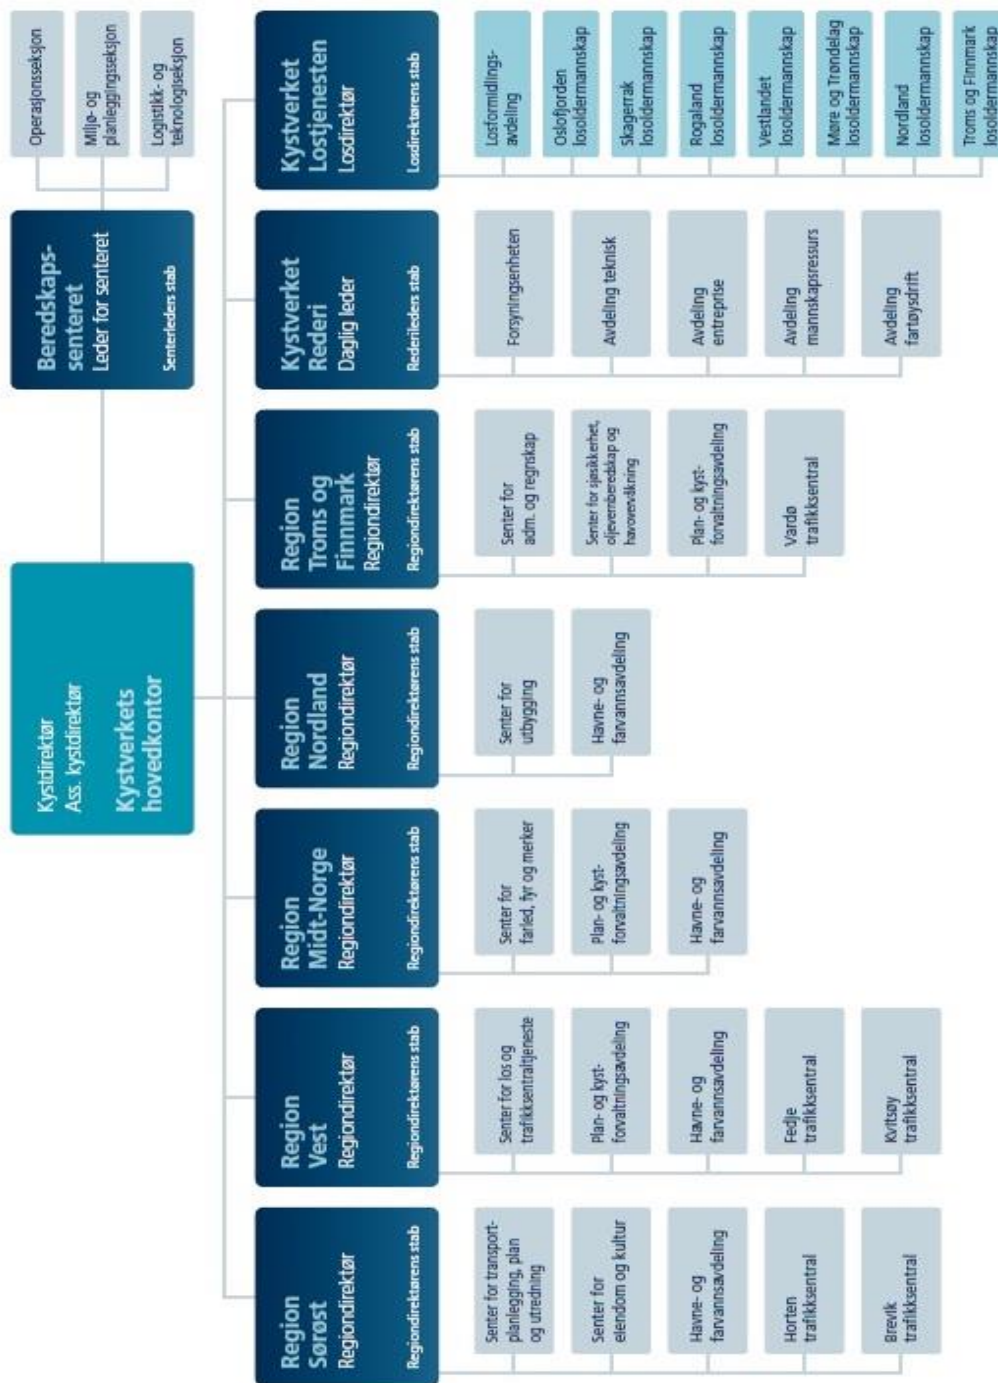 Kystdirektør
Ass. kystdirektør
Kystverkets
hovedkontor
Beredskaps-
senteret
Leder for senteret
Senterleders stab
Operasjonsseksjon
Miljø- og
planleggingsseksjon
Logistikk- og
teknologiseksjon
Region
Sørøst
Regiondirektør
Regiondirektørens stab
Senter for transport-
planlegging, plan
og utredning
Senter for
eiendom og kultur
Havne- og
farvannsavdeling
Horten
trafikksentral
Brevik
trafikksentral
Region
Vest
Regiondirektør
Regiondirektørens stab
Senter for los og
trafikksentraltjeneste
Plan- og kyst-
forvaltningsavdeling
Havne- og
farvannsavdeling
Fedje
trafikksentral
Kvitsøy
trafikksentral
Region
Midt-Norge
Regiondirektør
Regiondirektørens stab
Senter for
farled, fyr og merker
Plan- og kyst-
forvaltningsavdeling
Havne- og
farvannsavdeling
Region
Nordland
Regiondirektør
Regiondirektørens stab
Senter for
utbygging
Havne- og
farvannsavdeling
Region
Troms og
Finnmark
Regiondirektør
Regiondirektørens stab
Senter for
adm. og regnskap
Senter for sjøsikkerhet,
oljevernberedskap og
havovervåkning
Plan- og kyst-
forvaltningsavdeling
Vardø
trafikksentral
Kystverket
Rederi
Daglig leder
Rederileders stab
Forsyningsenheten
Avdeling teknisk
Avdeling
entreprise
Avdeling
mannskapsressurs
Avdeling
fartøysdrift
Kystverket
Lostjenesten
Losdirektør
Losdirektørens stab
Losformidlings-
avdeling
Oslofjorden
losoldermannskap
Skagerrak
losoldermannskap
Rogaland
losoldermannskap
Vestlandet
losoldermannskap
Møre og Trøndelag
losoldermannskap
Nordland
losoldermannskap
Troms og Finnmark
losoldermannskap